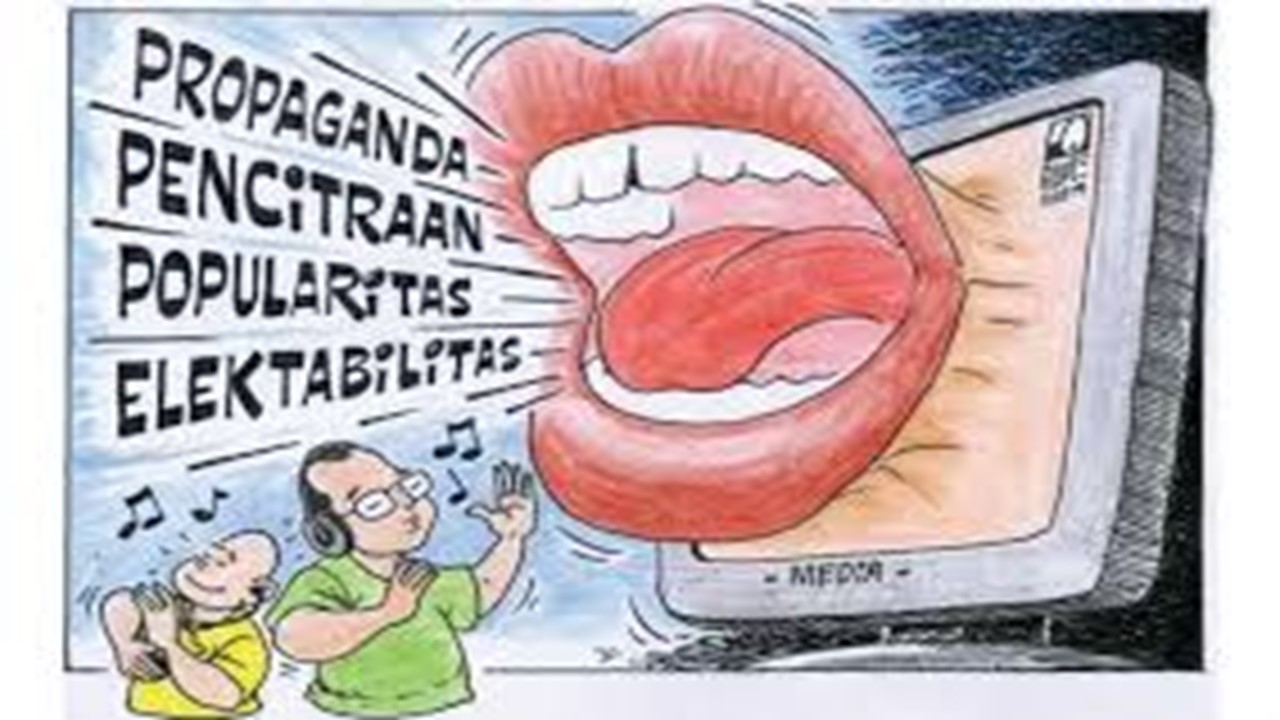 PROPAGANDA
PENCiTRAAN
POPULARiTAS
ELEKTABiLiTAS
- MEDIA -